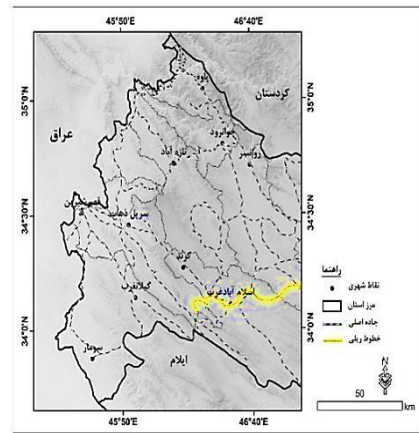 45°50'E 46°40'E
35°0'N
34°30'N
34°0'N
35°0'N
34°30'N
34°0'N
45°50'E 46°40'E
کردستان
عراق
ایلام
پاوه
جوانرود
روانسر
تازه آباد
قصرشیرین
سرپل ذهاب
کرند
اسلام آبادغرب
گیلانغرب
سومار
راهنما
نقاط شهری
مرز استان
جاده اصلی
خطوط ریلی
50
km